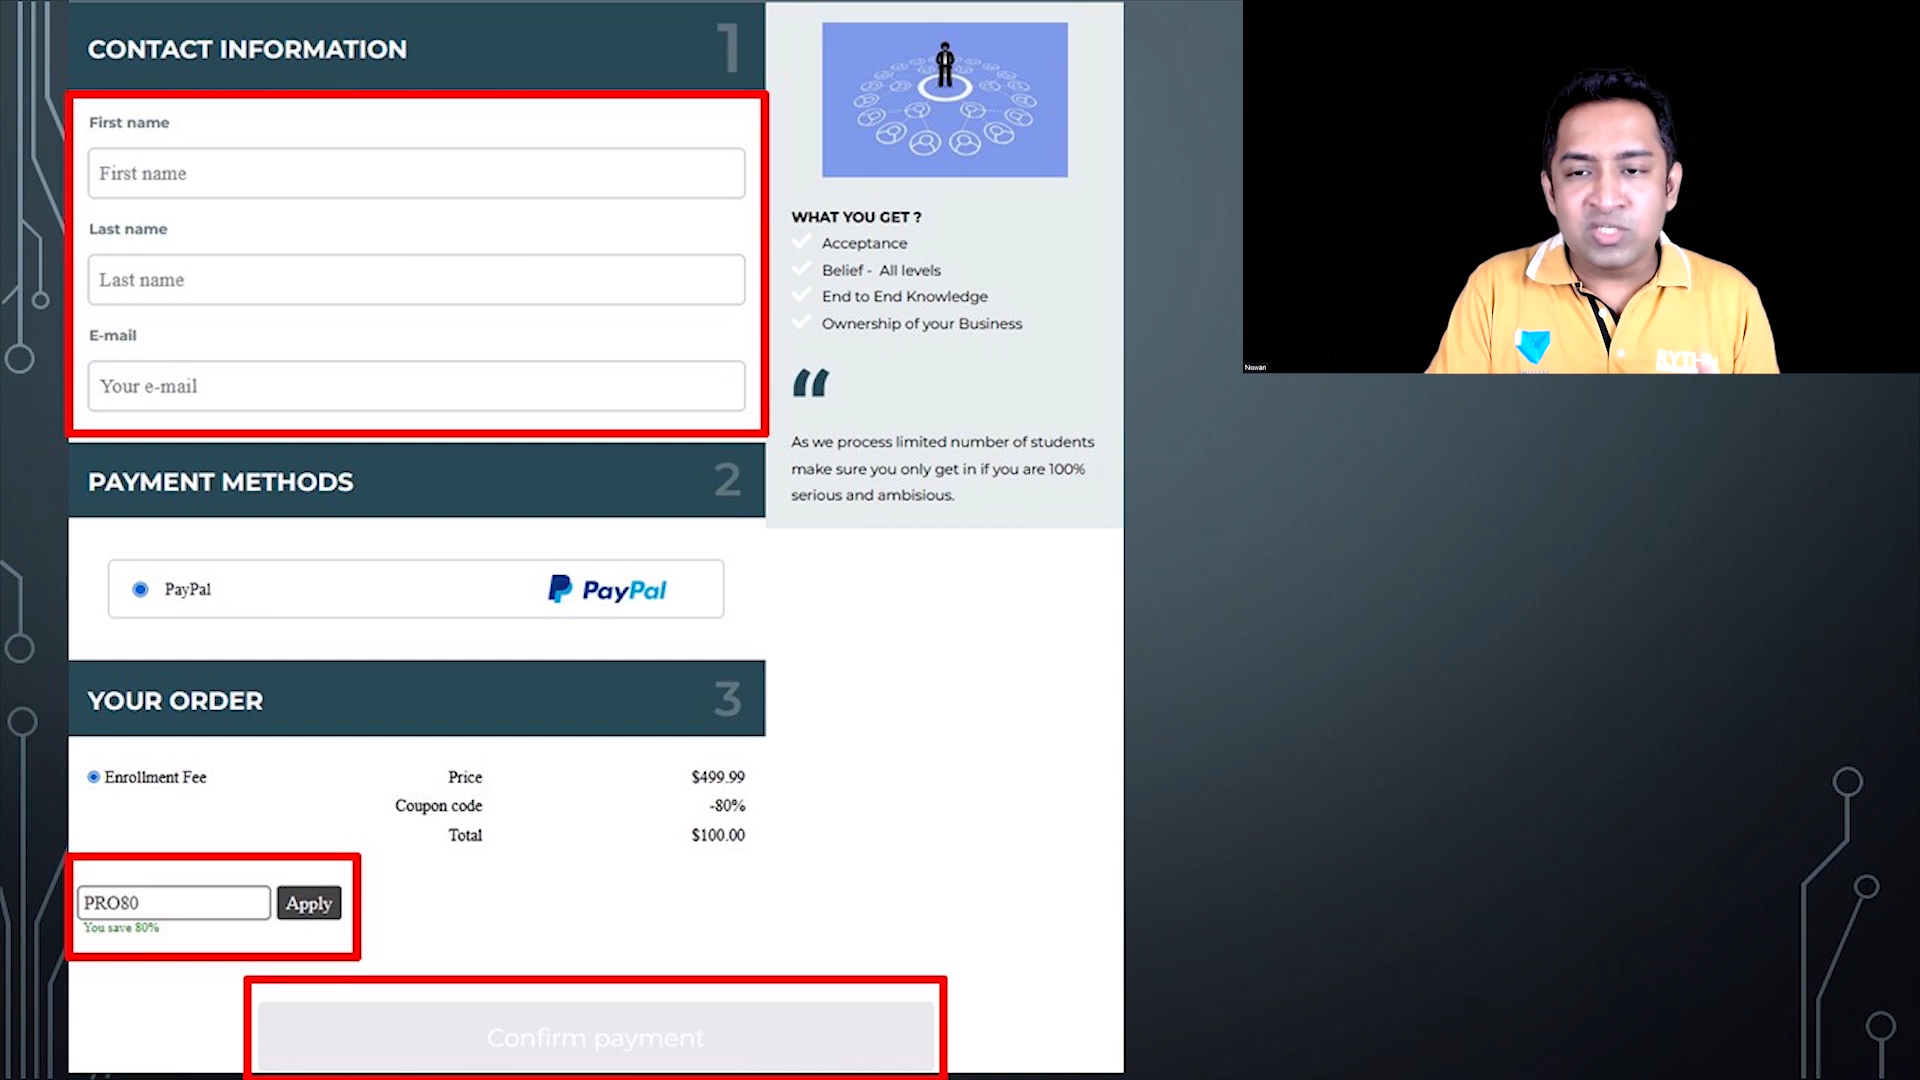 CONTACT INFORMATION
1
First name
First name
Last name
Last name
E-mail
Your e-mail
PAYMENT METHODS
2
PayPal
PayPal
YOUR ORDER
3
Enrollment Fee
Price
$499.99
Coupon code
-80%
Total
$100.00
PRO80
Apply
You save 80%
Confirm payment
WHAT YOU GET ?
Acceptance
Belief - All levels
End to End Knowledge
Ownership of your Business
“
As we process limited number of students
make sure you only get in if you are 100%
serious and ambisious.
Nuwan